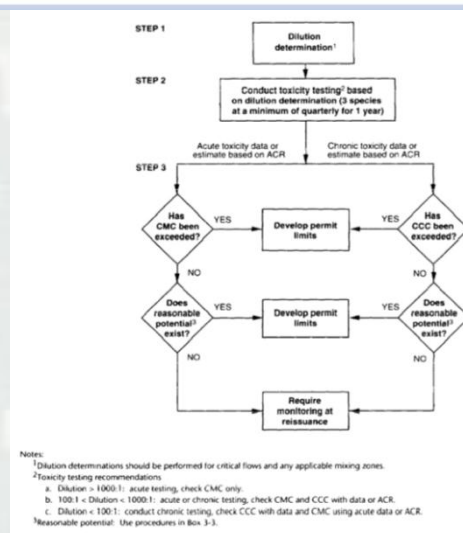 STEP 1
Dilution
determination¹
STEP 2
Conduct toxicity testing² based
on dilution determination (3 species
at a minimum of quarterly for 1 year)
Acute toxicity data or
estimate based on ACR
Chronic toxicity data or
estimate based on ACR
STEP 3
Has
CMC been
exceeded?
YES
Develop permit
limits
YES
Has
CCC been
exceeded?
NO
NO
Does
reasonable
potential³
exist?
YES
Develop permit
limits
YES
Does
reasonable
potential³
exist?
NO
NO
Require
monitoring at
reissuance
Notes:
¹Dilution determinations should be performed for critical flows and any applicable mixing zones.
²Toxicity testing recommendations
a. Dilution > 1000:1: acute testing, check CMC only.
b. 100:1 < Dilution < 1000:1: acute or chronic testing, check CMC and CCC with data or ACR.
c. Dilution < 100:1: conduct chronic testing, check CCC with data and CMC using acute data or ACR.
³Reasonable potential: Use procedures in Box 3-3.